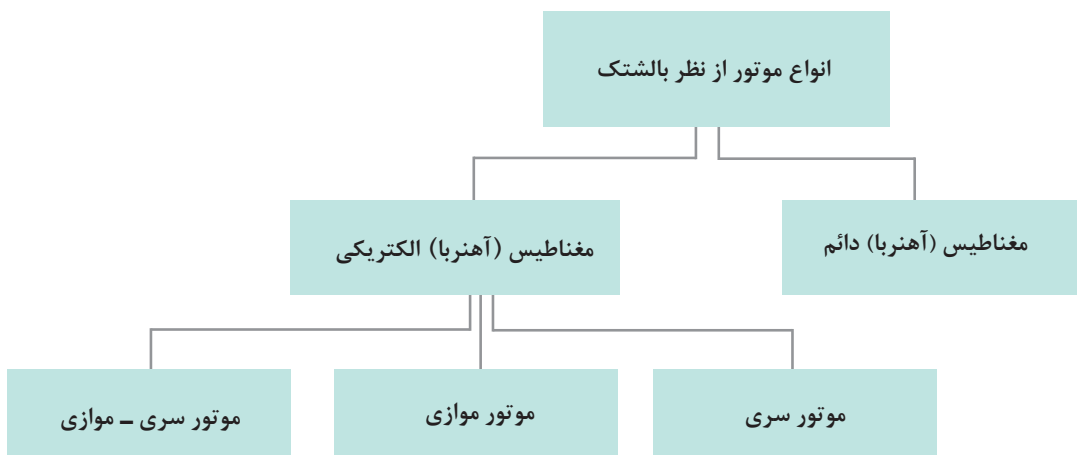 انواع موتور از نظر بالشتک
مغناطیس (آهنربا) دائم
مغناطیس (آهنربا) الکتریکی
موتور سری
موتور موازی
موتور سری – موازی